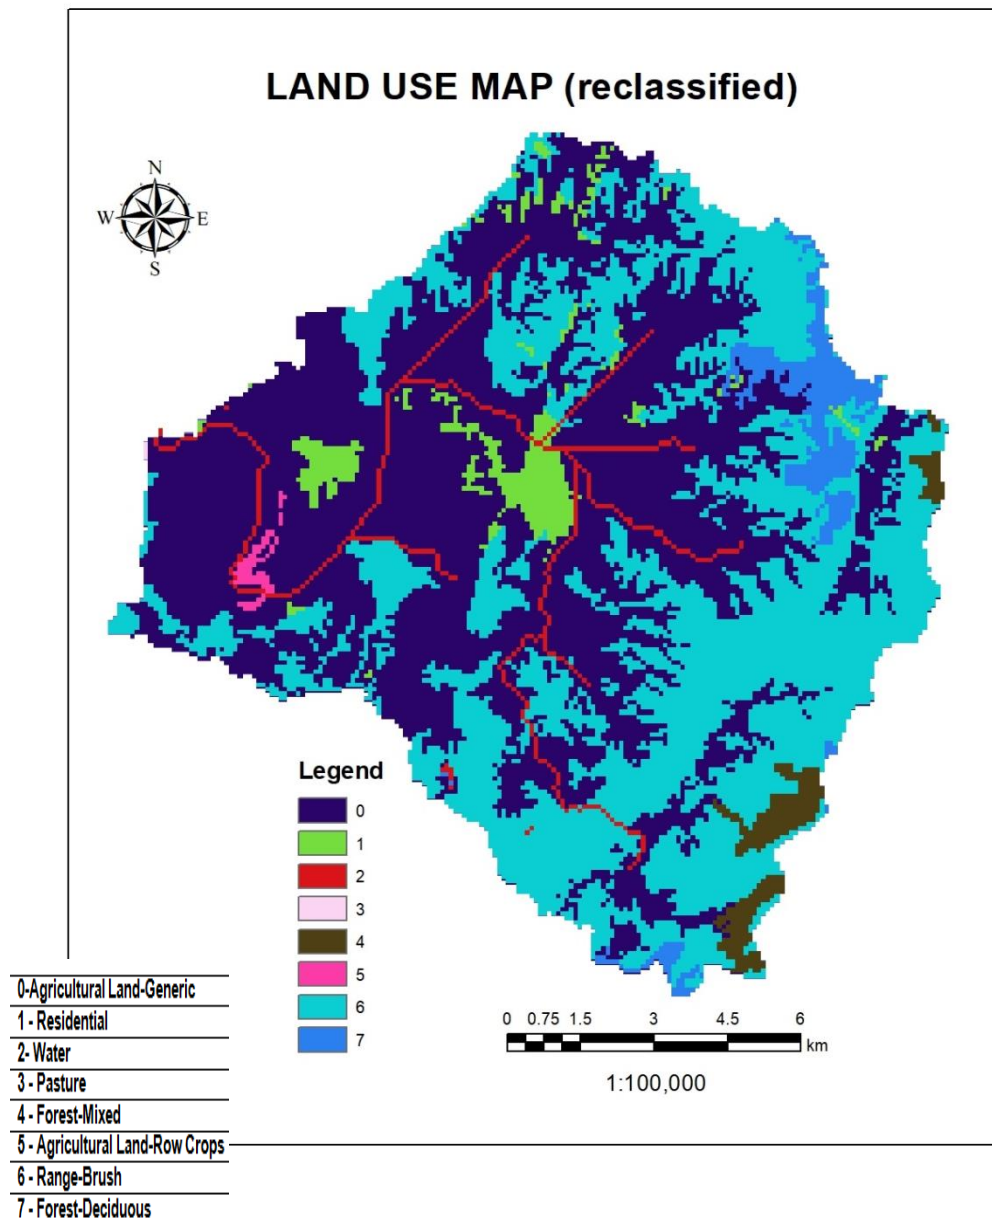 LAND USE MAP (reclassified)
N
W E
S
Legend
0
1
2
3
4
5
6
7
0 0.75 1.5 3 4.5 6
km
1:100,000
0-Agricultural Land-Generic
1 - Residential
2- Water
3 - Pasture
4 - Forest-Mixed
5 - Agricultural Land-Row Crops
6 - Range-Brush
7 - Forest-Deciduous